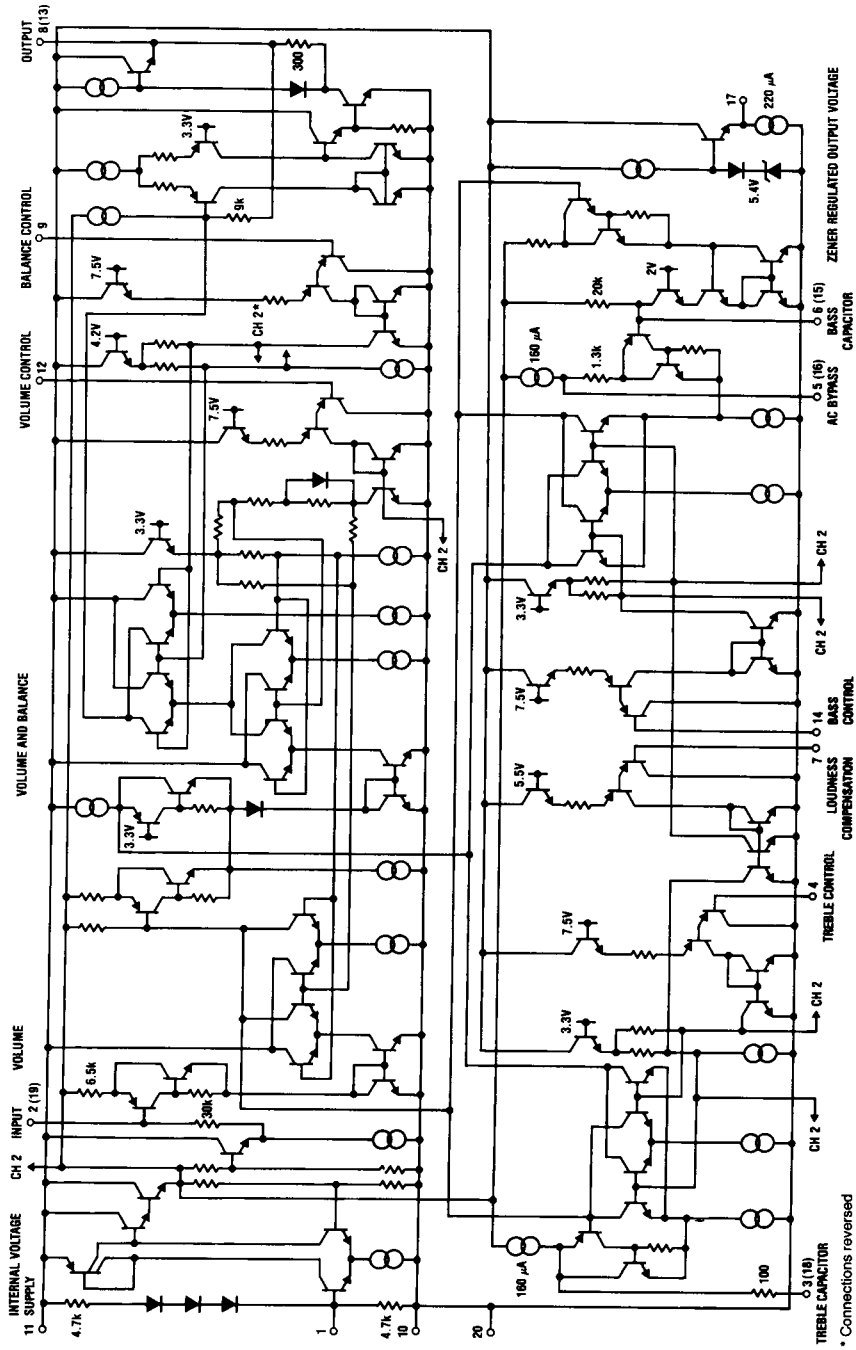 INTERNAL VOLTAGE
SUPPLY
11
4.7k
1
4.7k
10
CH 2
INPUT
2 (19)
6.5k
30k
VOLUME
3.3V
VOLUME AND BALANCE
3.3V
CH 2
VOLUME CONTROL
12
7.5V
4.2V
CH 2*
7.5V
BALANCE CONTROL
9
9k
3.3V
300
OUTPUT
8 (13)
20
160 µA
100
3 (18)
TREBLE CAPACITOR
* Connections reversed
CH 2
3.3V
CH 2
7.5V
4
TREBLE CONTROL
5.5V
LOUDNESS
COMPENSATION
7
14
BASS
CONTROL
7.5V
3.3V
CH 2
CH 2
160 µA
1.3k
5 (16)
AC BYPASS
20k
2V
6 (15)
BASS
CAPACITOR
5.4V
17
220 µA
ZENER REGULATED OUTPUT VOLTAGE